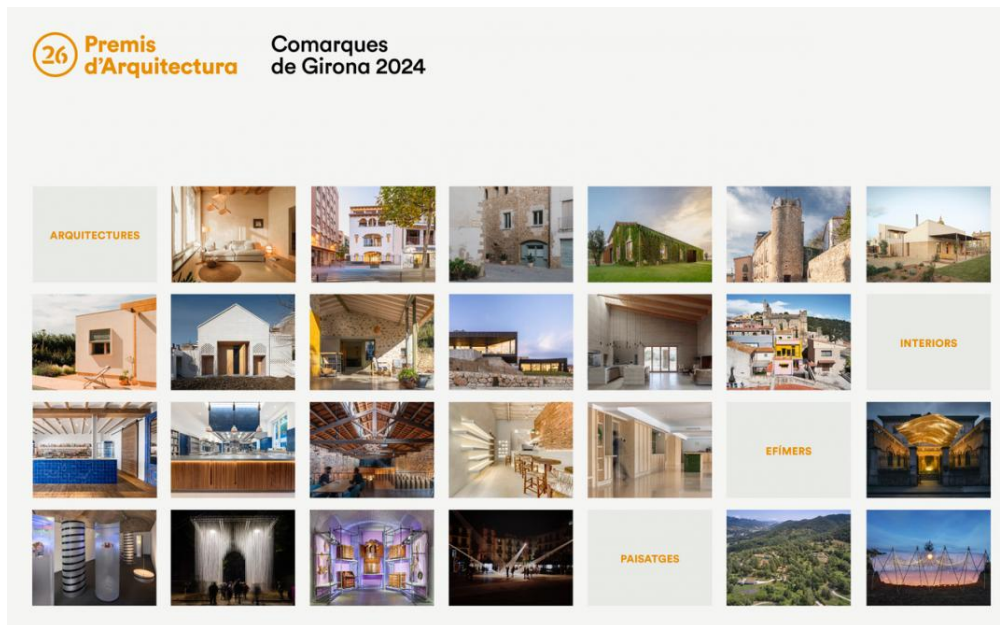 26
Premis
d'Arquitectura
Comarques
de Girona 2024
ARQUITECTURES
INTERIORS
EFÍMERS
PAISATGES